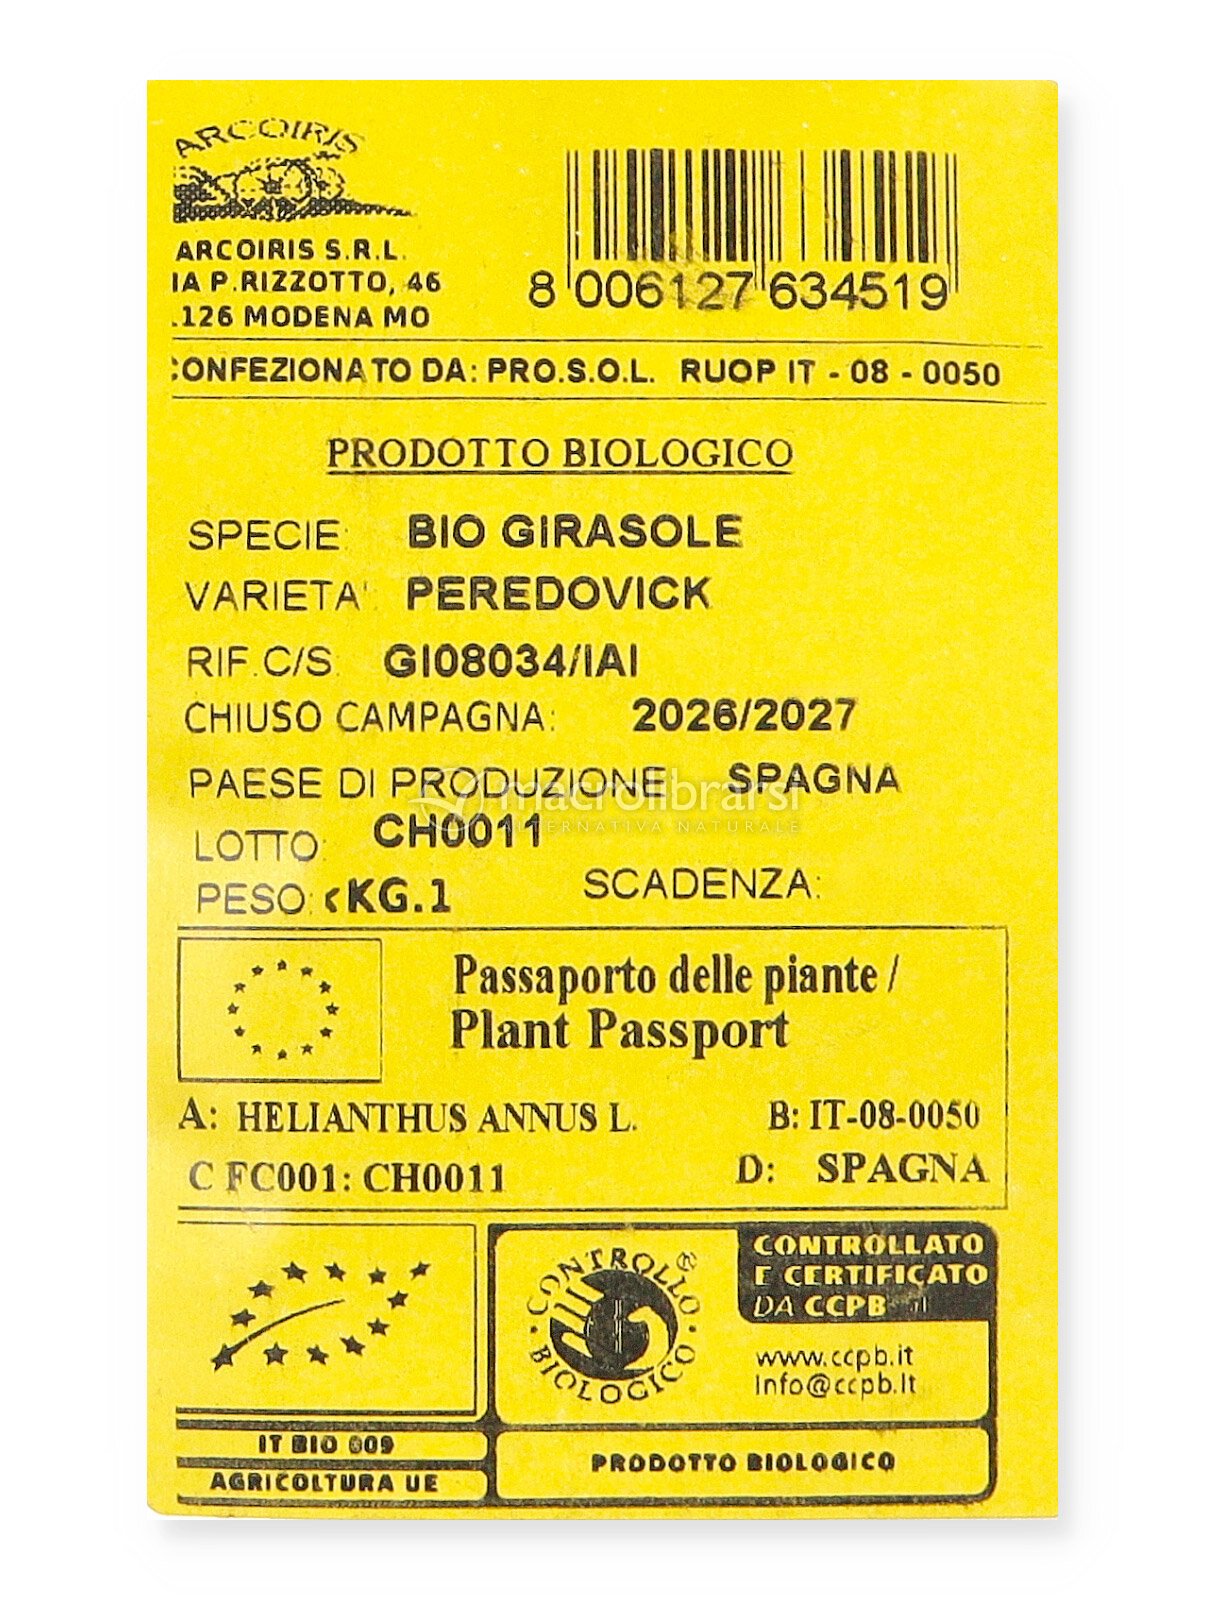 ARCOIRIS
ARCOIRIS S.R.L.
IA P.RIZZOTTO, 46
.126 MODENA MO
8 006127 634519
CONFEZIONATO DA: PRO.S.O.L. RUOP IT - 08 - 0050
PRODOTTO BIOLOGICO
SPECIE: BIO GIRASOLE
VARIETA': PEREDOVICK
RIF.C/S: GI08034/IAI
CHIUSO CAMPAGNA: 2026/2027
PAESE DI PRODUZIONE SPAGNA
macrolibrarsi
ALTERNATIVA NATURALE
LOTTO: CH0011
PESO: KG.1 SCADENZA:
Passaporto delle piante /
Plant Passport
A: HELIANTHUS ANNUS L. B: IT-08-0050
C FC001: CH0011 D: SPAGNA
CONTROLLO BIOLOGICO ®
CONTROLLATO
E CERTIFICATO
DA CCPB
www.ccpb.it
Info@ccpb.It
IT BIO 009
AGRICOLTURA UE
PRODOTTO BIOLOGICO